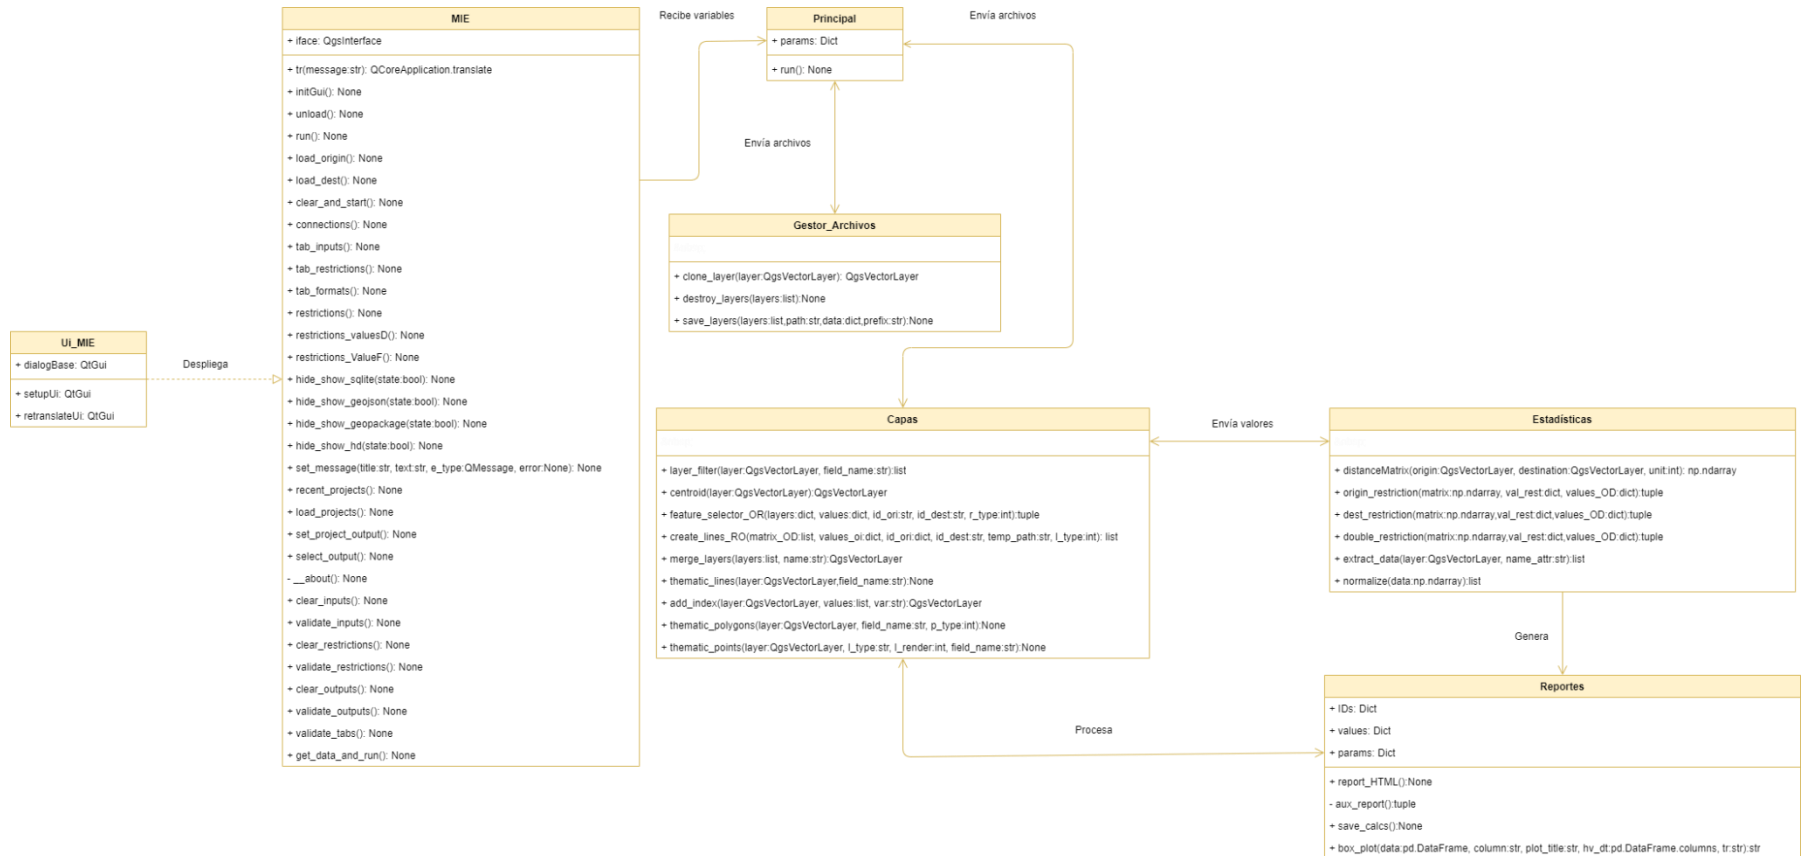 MIE
+ iface: QgsInterface
+ tr(message:str): QCoreApplication.translate
+ initGui(): None
+ unload(): None
+ run(): None
+ load_origin(): None
+ load_dest(): None
+ clear_and_start(): None
+ connections(): None
+ tab_inputs(): None
+ tab_restrictions(): None
+ tab_formats(): None
+ restrictions(): None
+ restrictions_valuesD(): None
+ restrictions_ValueF(): None
+ hide_show_sqlite(state:bool): None
+ hide_show_geojson(state:bool): None
+ hide_show_geopackage(state:bool): None
+ hide_show_hd(state:bool): None
+ set_message(title:str, text:str, e_type:QMessage, error:None): None
+ recent_projects(): None
+ load_projects(): None
+ set_project_output(): None
+ select_output(): None
- __about(): None
+ clear_inputs(): None
+ validate_inputs(): None
+ clear_restrictions(): None
+ validate_restrictions(): None
+ clear_outputs(): None
+ validate_outputs(): None
+ validate_tabs(): None
+ get_data_and_run(): None
Ui_MIE
+ dialogBase: QtGui
+ setupUi: QtGui
+ retranslateUi: QtGui
Despliega
Recibe variables
Principal
+ params: Dict
+ run(): None
Envía archivos
Envía archivos
Gestor_Archivos
+ clone_layer(layer:QgsVectorLayer): QgsVectorLayer
+ destroy_layers(layers:list):None
+ save_layers(layers:list,path:str,data:dict,prefix:str):None
Capas
+ layer_filter(layer:QgsVectorLayer, field_name:str):list
+ centroid(layer:QgsVectorLayer):QgsVectorLayer
+ feature_selector_OR(layers:dict, values:dict, id_ori:str, id_dest:str, r_type:int):tuple
+ create_lines_RO(matrix_OD:list, values_oi:dict, id_ori:dict, id_dest:str, temp_path:str, l_type:int): list
+ merge_layers(layers:list, name:str):QgsVectorLayer
+ thematic_lines(layer:QgsVectorLayer,field_name:str):None
+ add_index(layer:QgsVectorLayer, values:list, var:str):QgsVectorLayer
+ thematic_polygons(layer:QgsVectorLayer, field_name:str, p_type:int):None
+ thematic_points(layer:QgsVectorLayer, l_type:str, l_render:int, field_name:str):None
Envía valores
Estadísticas
+ distanceMatrix(origin:QgsVectorLayer, destination:QgsVectorLayer, unit:int): np.ndarray
+ origin_restriction(matrix:np.ndarray, val_rest:dict, values_OD:dict):tuple
+ dest_restriction(matrix:np.ndarray,val_rest:dict,values_OD:dict):tuple
+ double_restriction(matrix:np.ndarray,val_rest:dict,values_OD:dict):tuple
+ extract_data(layer:QgsVectorLayer, name_attr:str):list
+ normalize(data:np.ndarray):list
Genera
Procesa
Reportes
+ IDs: Dict
+ values: Dict
+ params: Dict
+ report_HTML():None
- aux_report():tuple
+ save_calcs():None
+ box_plot(data:pd.DataFrame, column:str, plot_title:str, hv_dt:pd.DataFrame.columns, tr:str):str